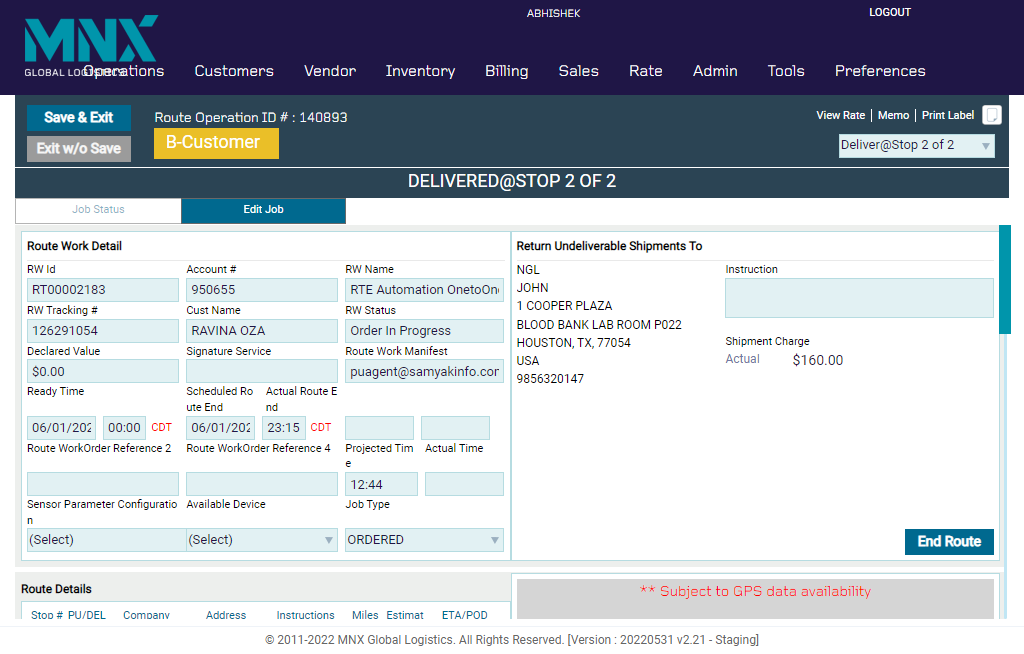 ABHISHEK
LOGOUT
MNX
GLOBAL LOGISTICS
Operations Customers Vendor Inventory Billing Sales Rate Admin Tools Preferences
Save & Exit
Route Operation ID # : 140893
View Rate | Memo | Print Label
Exit w/o Save
B-Customer
Deliver@Stop 2 of 2
DELIVERED@STOP 2 OF 2
Job Status
Edit Job
Route Work Detail
RW Id Account # RW Name
RT00002183 950655 RTE Automation OnetoOn
RW Tracking # Cust Name RW Status
126291054 RAVINA OZA Order In Progress
Declared Value Signature Service Route Work Manifest
$0.00 puagent@samyakinfo.cor
Ready Time Scheduled Ro Actual Route E
ute End nd
06/01/202 00:00 CDT 06/01/202 23:15 CDT
Route WorkOrder Reference 2 Route WorkOrder Reference 4 Projected Tim Actual Time
e
12:44
Sensor Parameter Configuratio Available Device Job Type
n
(Select) (Select) ORDERED
Return Undeliverable Shipments To
NGL
JOHN
1 COOPER PLAZA
BLOOD BANK LAB ROOM P022
HOUSTON, TX, 77054
USA
9856320147
Instruction
Shipment Charge
Actual $160.00
End Route
Route Details
Stop # PU/DEL Company Address Instructions Miles Estimat ETA/POD
** Subject to GPS data availability
© 2011-2022 MNX Global Logistics. All Rights Reserved. [Version : 20220531 v2.21 - Staging]